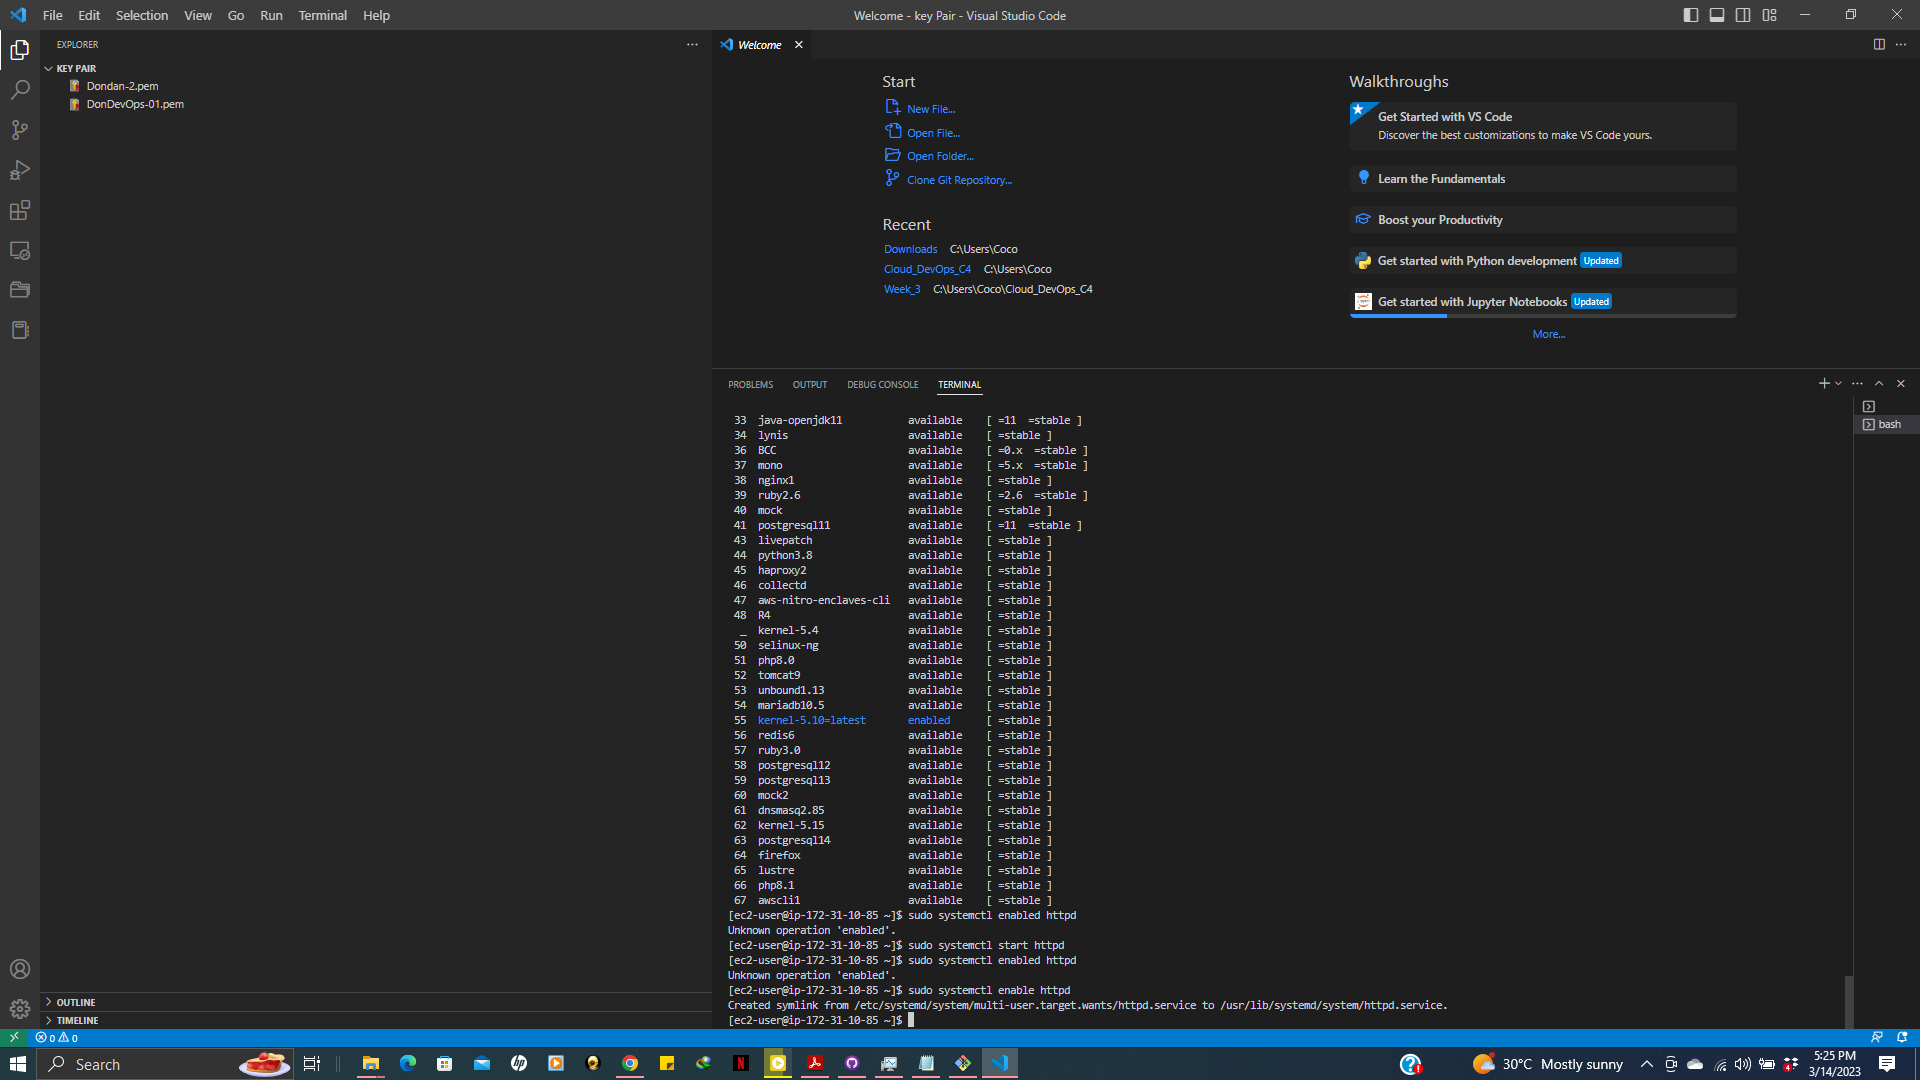 File Edit Selection View Go Run Terminal Help
Welcome - key Pair - Visual Studio Code
EXPLORER
KEY PAIR
Dondan-2.pem
DonDevOps-01.pem
OUTLINE
TIMELINE
Welcome
Start
New File...
Open File...
Open Folder...
Clone Git Repository...
Recent
Downloads C:\Users\Coco
Cloud_DevOps_C4 C:\Users\Coco
Week_3 C:\Users\Coco\Cloud_DevOps_C4
Walkthroughs
Get Started with VS Code
Discover the best customizations to make VS Code yours.
Learn the Fundamentals
Boost your Productivity
Get started with Python development Updated
Get started with Jupyter Notebooks Updated
More...
PROBLEMS OUTPUT DEBUG CONSOLE TERMINAL
33 java-openjdk11 available [ =11 =stable ]
34 lynis available [ =stable ]
36 BCC available [ =0.x =stable ]
37 mono available [ =5.x =stable ]
38 nginx1 available [ =stable ]
39 ruby2.6 available [ =2.6 =stable ]
40 mock available [ =stable ]
41 postgresql11 available [ =11 =stable ]
43 livepatch available [ =stable ]
44 python3.8 available [ =stable ]
45 haproxy2 available [ =stable ]
46 collectd available [ =stable ]
47 aws-nitro-enclaves-cli available [ =stable ]
48 R4 available [ =stable ]
_ kernel-5.4 available [ =stable ]
50 selinux-ng available [ =stable ]
51 php8.0 available [ =stable ]
52 tomcat9 available [ =stable ]
53 unbound1.13 available [ =stable ]
54 mariadb10.5 available [ =stable ]
55 kernel-5.10=latest enabled [ =stable ]
56 redis6 available [ =stable ]
57 ruby3.0 available [ =stable ]
58 postgresql12 available [ =stable ]
59 postgresql13 available [ =stable ]
60 mock2 available [ =stable ]
61 dnsmasq2.85 available [ =stable ]
62 kernel-5.15 available [ =stable ]
63 postgresql14 available [ =stable ]
64 firefox available [ =stable ]
65 lustre available [ =stable ]
66 php8.1 available [ =stable ]
67 awscli1 available [ =stable ]
[ec2-user@ip-172-31-10-85 ~]$ sudo systemctl enabled httpd
Unknown operation 'enabled'.
[ec2-user@ip-172-31-10-85 ~]$ sudo systemctl start httpd
[ec2-user@ip-172-31-10-85 ~]$ sudo systemctl enabled httpd
Unknown operation 'enabled'.
[ec2-user@ip-172-31-10-85 ~]$ sudo systemctl enable httpd
Created symlink from /etc/systemd/system/multi-user.target.wants/httpd.service to /usr/lib/systemd/system/httpd.service.
[ec2-user@ip-172-31-10-85 ~]$
bash
0 0
Search
30°C Mostly sunny
5:25 PM
3/14/2023